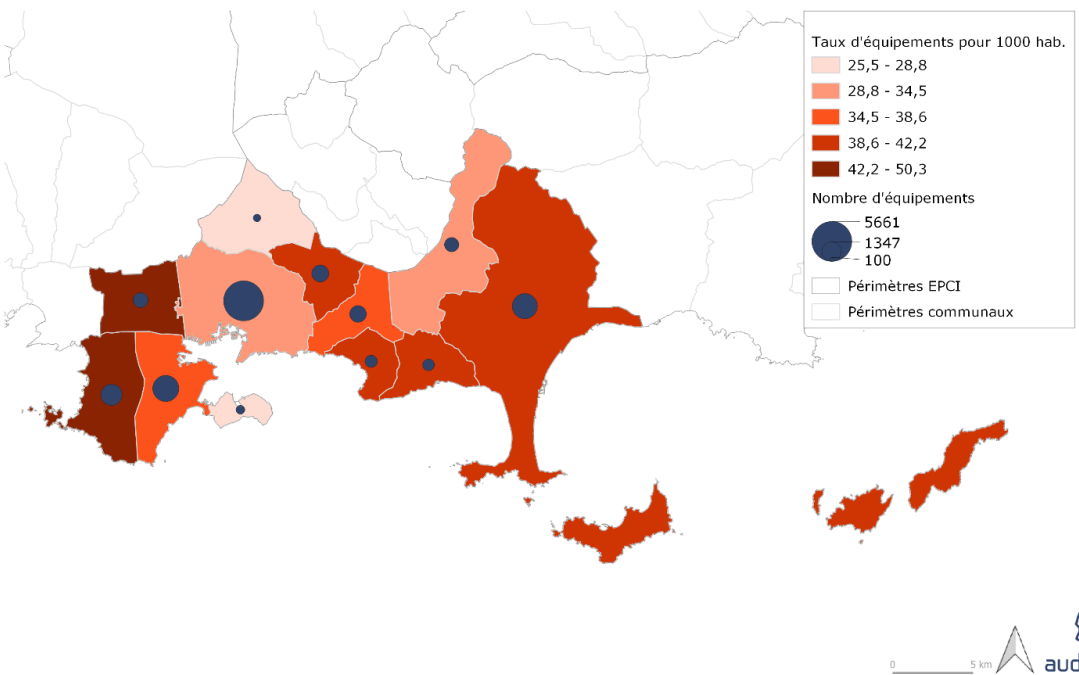 Taux d'équipements pour 1000 hab.
25,5 - 28,8
28,8 - 34,5
34,5 - 38,6
38,6 - 42,2
42,2 - 50,3
Nombre d'équipements
5661
1347
100
Périmètres EPCI
Périmètres communaux
0 5 km
aud